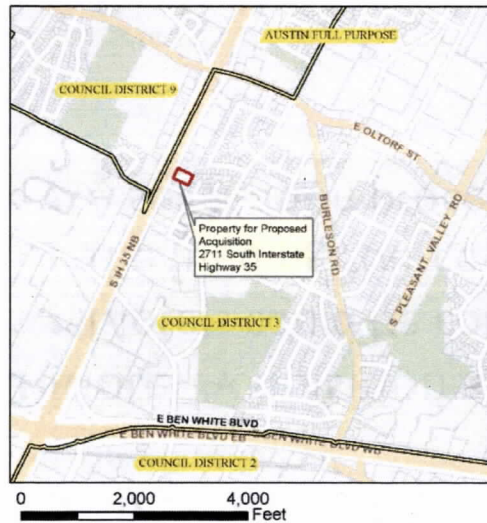 AUSTIN FULL PURPOSE
COUNCIL DISTRICT 9
E OLTORF ST
S IH 35 NB
BURLESON RD
S PLEASANT VALLEY RD
Property for Proposed
Acquisition
2711 South Interstate
Highway 35
COUNCIL DISTRICT 3
E BEN WHITE BLVD
E BEN WHITE BLVD EB
BEN WHITE BLVD WB
COUNCIL DISTRICT 2
0 2,000 4,000
Feet